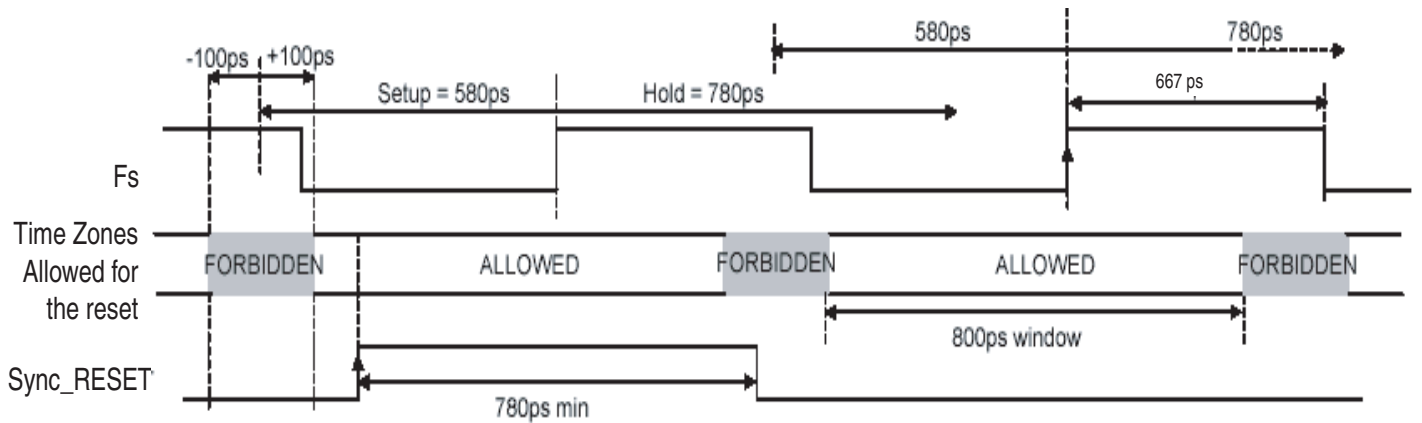 580ps
780ps
-100ps
+100ps
667 ps
Setup = 580ps
Hold = 780ps
Fs
Time Zones
Allowed for
the reset
FORBIDDEN
ALLOWED
FORBIDDEN
ALLOWED
FORBIDDEN
800ps window
Sync_RESET
780ps min